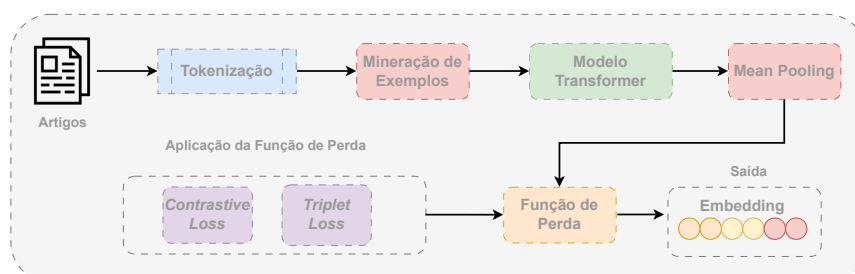 Artigos
Tokenização
Mineração de
Exemplos
Modelo
Transformer
Mean Pooling
Aplicação da Função de Perda
Contrastive
Loss
Triplet
Loss
Função de
Perda
Saída
Embedding